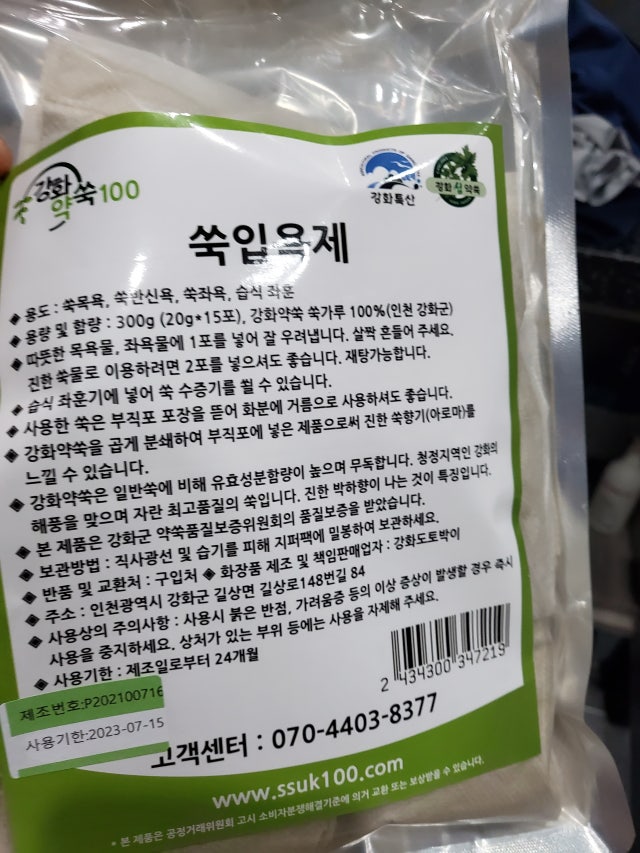 강화
약쑥100
강화특산
강화섬약쑥
쑥입욕제
◈ 용도 : 쑥목욕, 쑥반신욕, 쑥좌욕, 습식 좌훈
◈ 용량 및 함량 : 300g (20g*15포), 강화약쑥 쑥가루 100%(인천 강화군)
◈ 따뜻한 목욕물, 좌욕물에 1포를 넣어 잘 우려냅니다. 살짝 흔들어 주세요.
진한 쑥물로 이용하려면 2포를 넣으셔도 좋습니다. 재탕가능합니다.
◈ 습식 좌훈기에 넣어 쑥 수증기를 쐴 수 있습니다.
◈ 사용한 쑥은 부직포 포장을 뜯어 화분에 거름으로 사용하셔도 좋습니다.
◈ 강화약쑥을 곱게 분쇄하여 부직포에 넣은 제품으로써 진한 쑥향기(아로마)를
느낄 수 있습니다.
◈ 강화약쑥은 일반쑥에 비해 유효성분함량이 높으며 무독합니다. 청정지역인 강화의
해풍을 맞으며 자란 최고품질의 쑥입니다. 진한 박하향이 나는 것이 특징입니다.
◈ 본 제품은 강화군 약쑥품질보증위원회의 품질보증을 받았습니다.
◈ 보관방법 : 직사광선 및 습기를 피해 지퍼팩에 밀봉하여 보관하세요.
◈ 반품 및 교환처 : 구입처 ◈ 화장품 제조 및 책임판매업자 : 강화도토박이
◈ 주소 : 인천광역시 강화군 길상면 길상로148번길 84
◈ 사용상의 주의사항 : 사용시 붉은 반점, 가려움증 등의 이상 증상이 발생할 경우 즉시
사용을 중지하세요. 상처가 있는 부위 등에는 사용을 자제해 주세요.
◈ 사용기한 : 제조일로부터 24개월
2 434300 347219
제조번호:P202100716
사용기한:2023-07-15
고객센터 : 070-4403-8377
www.ssuk100.com
* 본 제품은 공정거래위원회 고시 소비자분쟁해결기준에 의거 교환 또는 보상받을 수 있습니다.